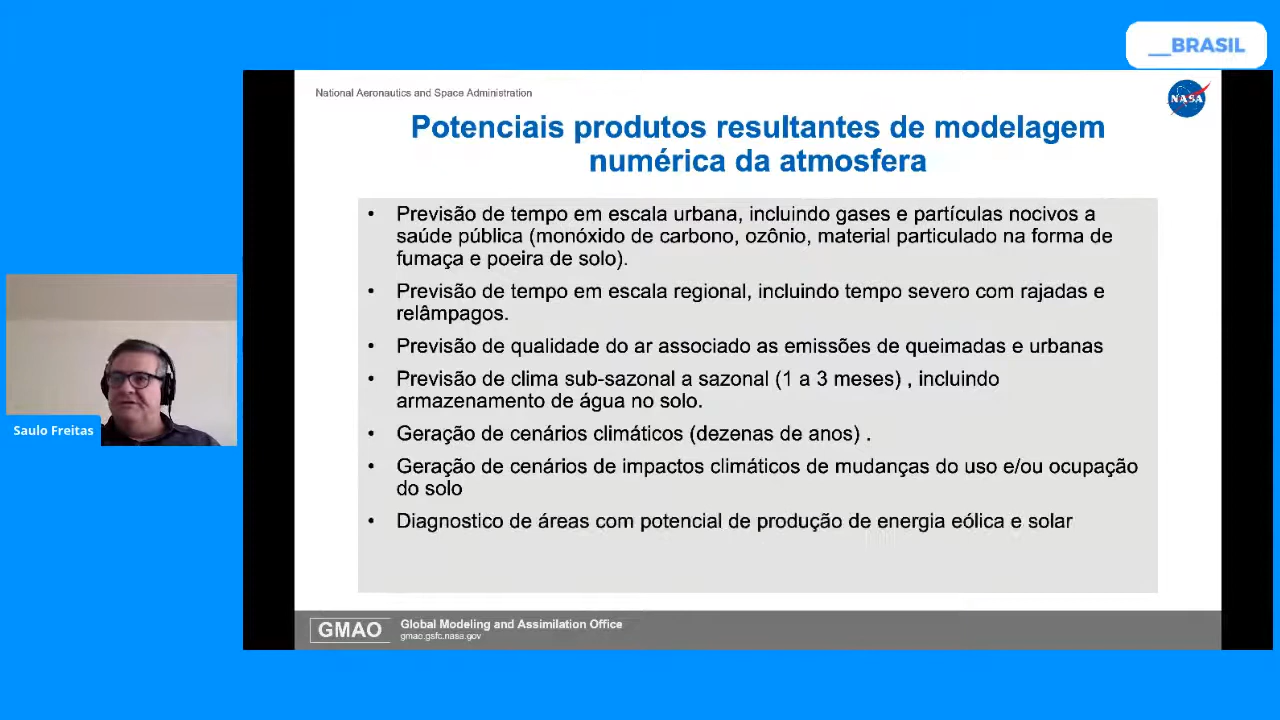 __BRASIL
National Aeronautics and Space Administration
NASA
Potenciais produtos resultantes de modelagem
numérica da atmosfera
• Previsão de tempo em escala urbana, incluindo gases e partículas nocivos a
saúde pública (monóxido de carbono, ozônio, material particulado na forma de
fumaça e poeira de solo).
• Previsão de tempo em escala regional, incluindo tempo severo com rajadas e
relâmpagos.
• Previsão de qualidade do ar associado as emissões de queimadas e urbanas
• Previsão de clima sub-sazonal a sazonal (1 a 3 meses) , incluindo
armazenamento de água no solo.
• Geração de cenários climáticos (dezenas de anos) .
• Geração de cenários de impactos climáticos de mudanças do uso e/ou ocupação
do solo
• Diagnostico de áreas com potencial de produção de energia eólica e solar
Saulo Freitas
GMAO
Global Modeling and Assimilation Office
gmao.gsfc.nasa.gov